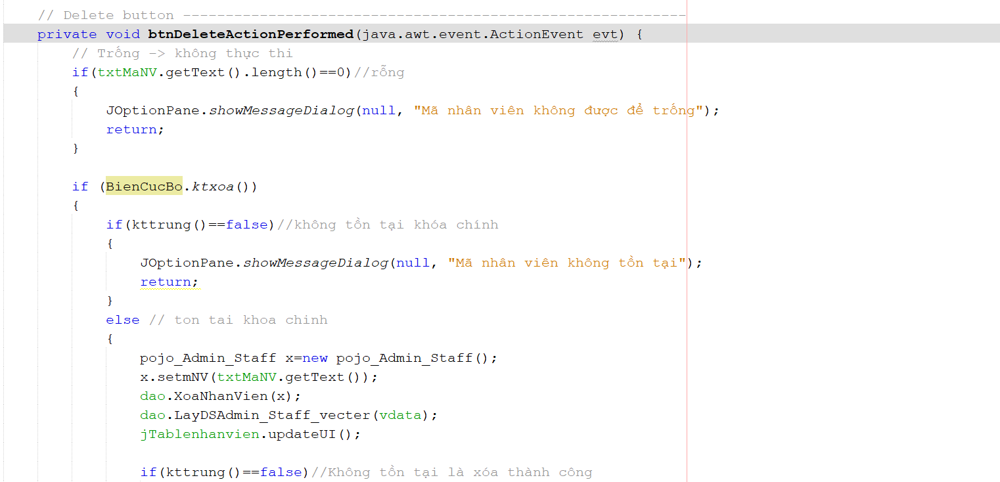 // Delete button -----------------------------------------------------------
private void btnDeleteActionPerformed(java.awt.event.ActionEvent evt) {
// Trống -> không thực thi
if(txtMaNV.getText().length()==0)//rỗng
{
JOptionPane.showMessageDialog(null, "Mã nhân viên không được để trống");
return;
}
if (BienCucBo.ktxoa())
{
if(kttrung()==false)//không tồn tại khóa chính
{
JOptionPane.showMessageDialog(null, "Mã nhân viên không tồn tại");
return;
}
else // ton tai khoa chinh
{
pojo_Admin_Staff x=new pojo_Admin_Staff();
x.setmNV(txtMaNV.getText());
dao.XoaNhanVien(x);
dao.LayDSAdmin_Staff_vecter(vdata);
jTablenhanvien.updateUI();
if(kttrung()==false)//Không tồn tại là xóa thành công